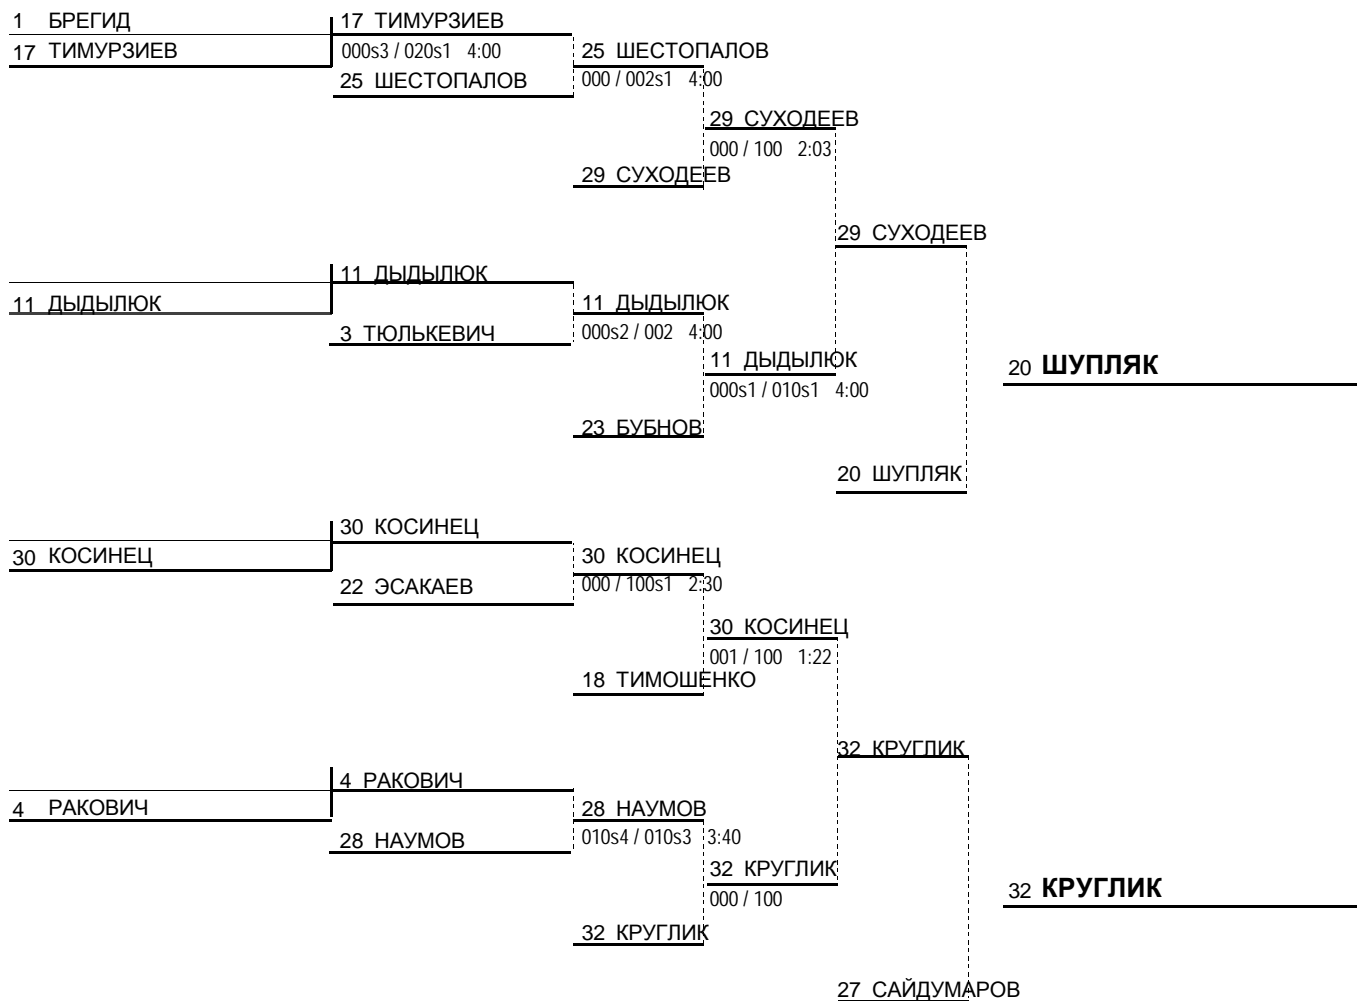 1 БРЕГИД
17 ТИМУРЗИЕВ
17 ТИМУРЗИЕВ
000s3 / 020s1 4:00
25 ШЕСТОПАЛОВ
25 ШЕСТОПАЛОВ
000 / 002s1 4:00
29 СУХОДЕЕВ
000 / 100 2:03
29 СУХОДЕЕВ
29 СУХОДЕЕВ
11 ДЫДЫЛЮК
11 ДЫДЫЛЮК
11 ДЫДЫЛЮК
3 ТЮЛЬКЕВИЧ
000s2 / 002 4:00
11 ДЫДЫЛЮК
000s1 / 010s1 4:00
20 ШУПЛЯК
23 БУБНОВ
20 ШУПЛЯК
30 КОСИНЕЦ
30 КОСИНЕЦ
30 КОСИНЕЦ
22 ЭСАКАЕВ
000 / 100s1 2:30
30 КОСИНЕЦ
001 / 100 1:22
18 ТИМОШЕНКО
32 КРУГЛИК
4 РАКОВИЧ
4 РАКОВИЧ
28 НАУМОВ
28 НАУМОВ
010s4 / 010s3 3:40
32 КРУГЛИК
000 / 100
32 КРУГЛИК
32 КРУГЛИК
27 САЙДУМАРОВ